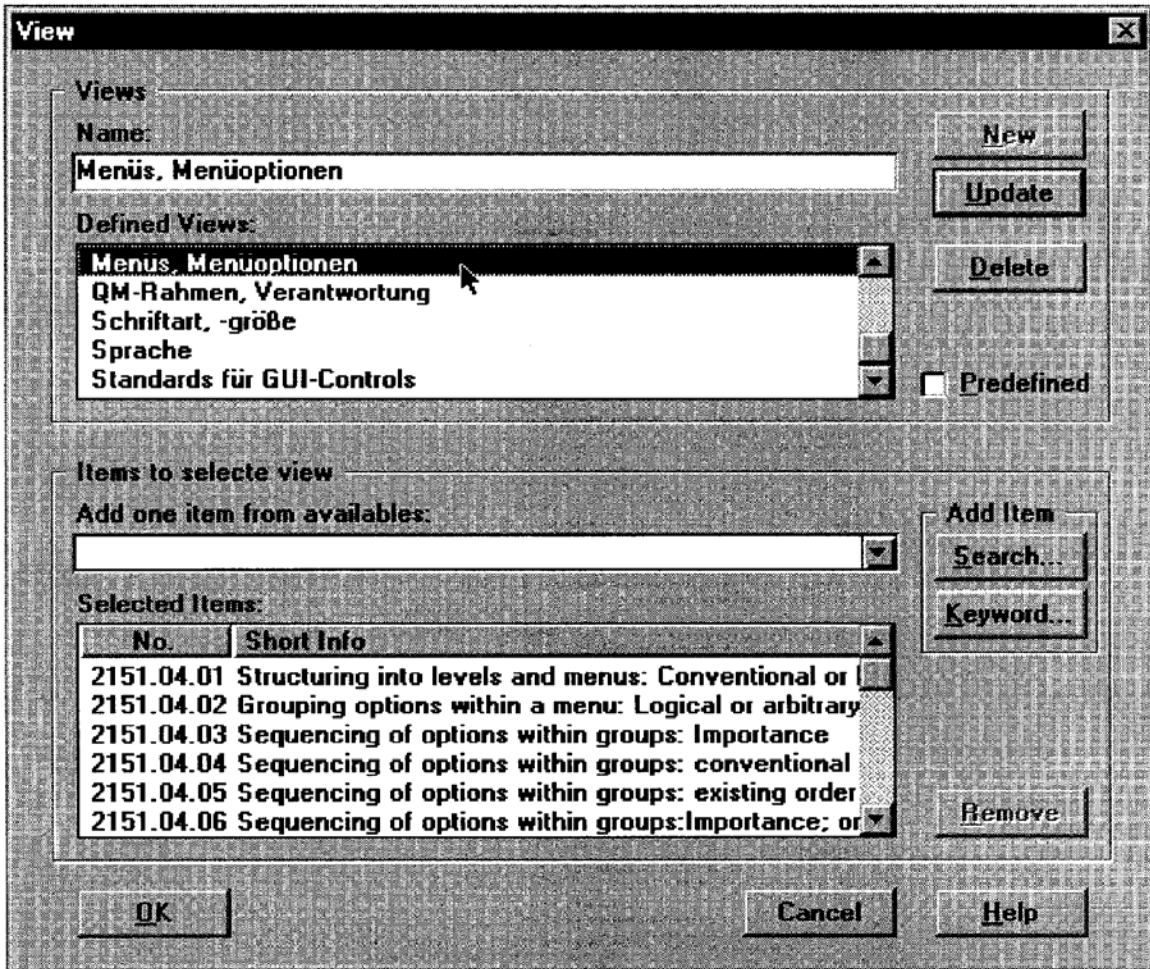 View
Views
Name:
New
Menüs, Menüoptionen
Update
Defined Views:
Menüs, Menüoptionen
Delete
QM-Rahmen, Verantwortung
Schriftart, -größe
Sprache
Standards für GUI-Controls
Predefined
Items to selecte view
Add one item from availables:
Add Item
Search...
Selected Items:
Keyword...
No. Short Info
2151.04.01 Structuring into levels and menus: Conventional or
2151.04.02 Grouping options within a menu: Logical or arbitrary
2151.04.03 Sequencing of options within groups: Importance
2151.04.04 Sequencing of options within groups: conventional
2151.04.05 Sequencing of options within groups: existing order
2151.04.06 Sequencing of options within groups:Importance; or
Remove
OK Cancel Help